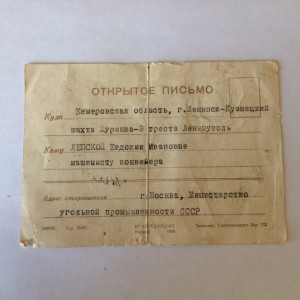 ОТКРЫТОЕ ПИСЬМО
Куда Кемеровская область, г.Ленинск-Кузнецкий
шахта Журинка-3 треста Ленинуголь
Кому ЛЕПСКОЙ Евдокии Ивановне
машинисту конвейера
Адрес отправителя г.Москва, Министерство
угольной промышленности СССР